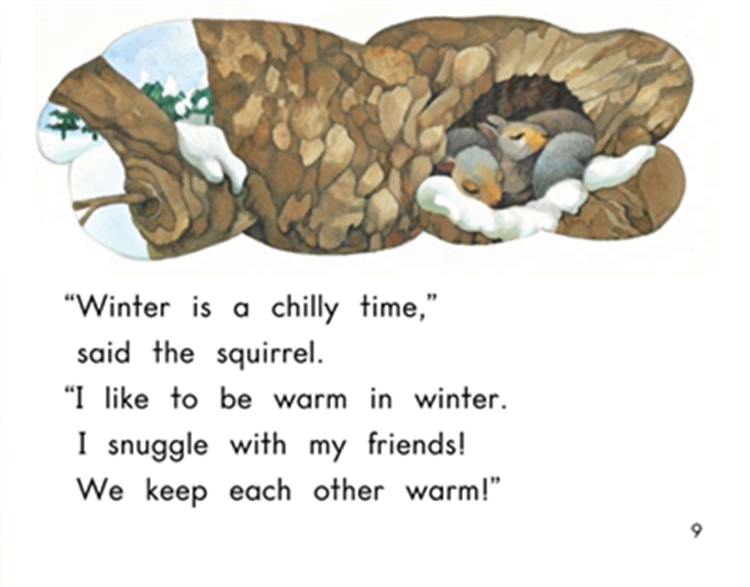 “Winter is a chilly time,”
said the squirrel.
“I like to be warm in winter.
I snuggle with my friends!
We keep each other warm!”
9